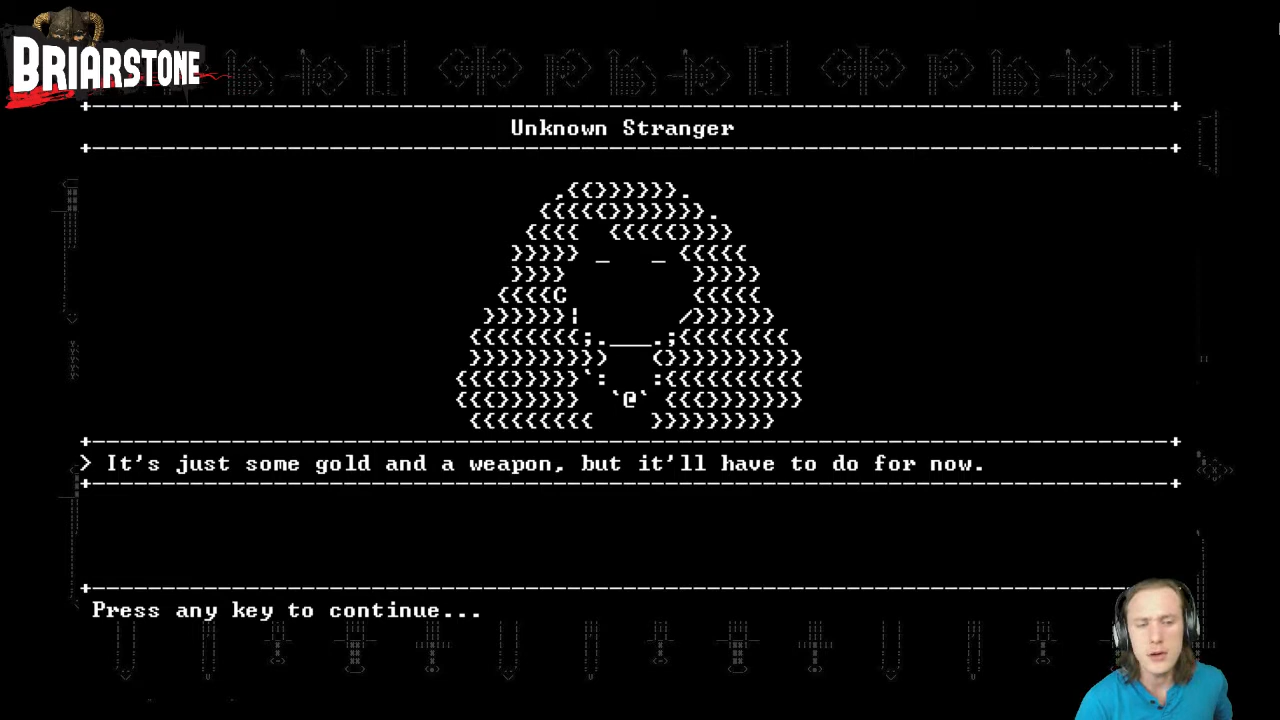 BRIARSTONE
Unknown Stranger
> It's just some gold and a weapon, but it'll have to do for now.
Press any key to continue...